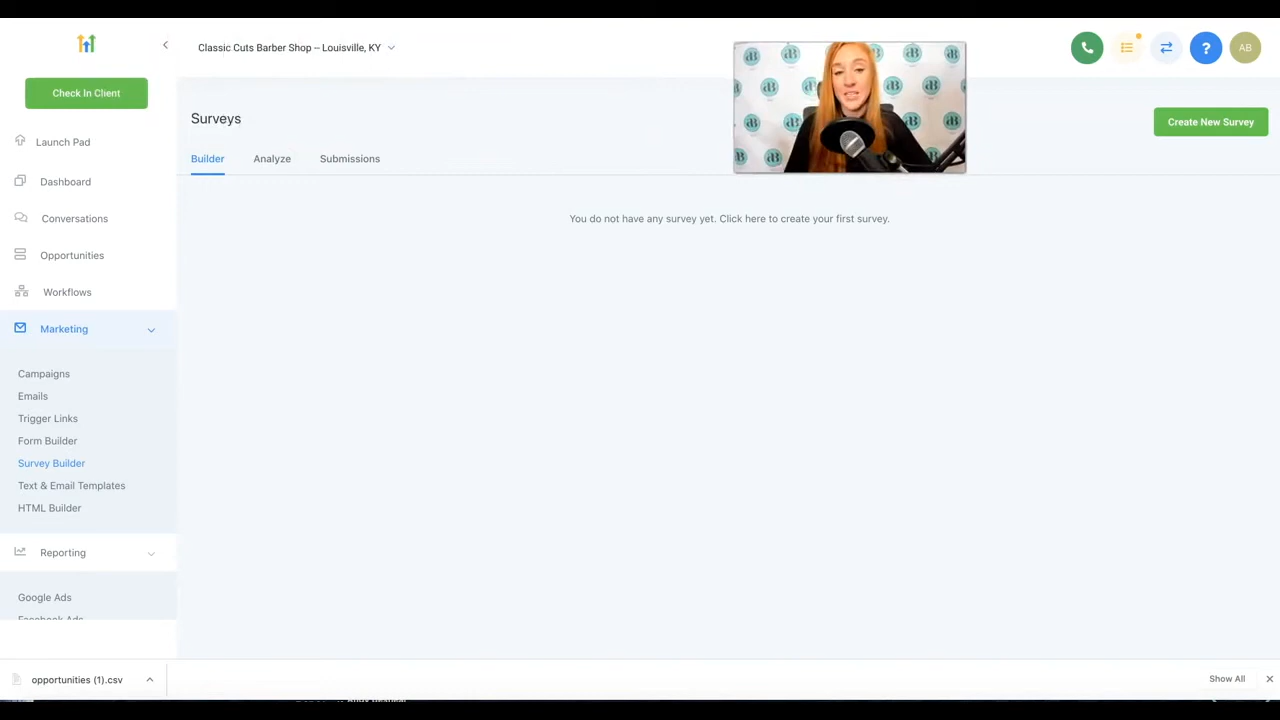 Classic Cuts Barber Shop – Louisville, KY
AB
Check In Client
Launch Pad
Dashboard
Conversations
Opportunities
Workflows
Marketing
Campaigns
Emails
Trigger Links
Form Builder
Survey Builder
Text & Email Templates
HTML Builder
Reporting
Google Ads
Facebook Ads
Surveys
Create New Survey
Builder
Analyze
Submissions
You do not have any survey yet. Click here to create your first survey.
opportunities (1).csv
Show All